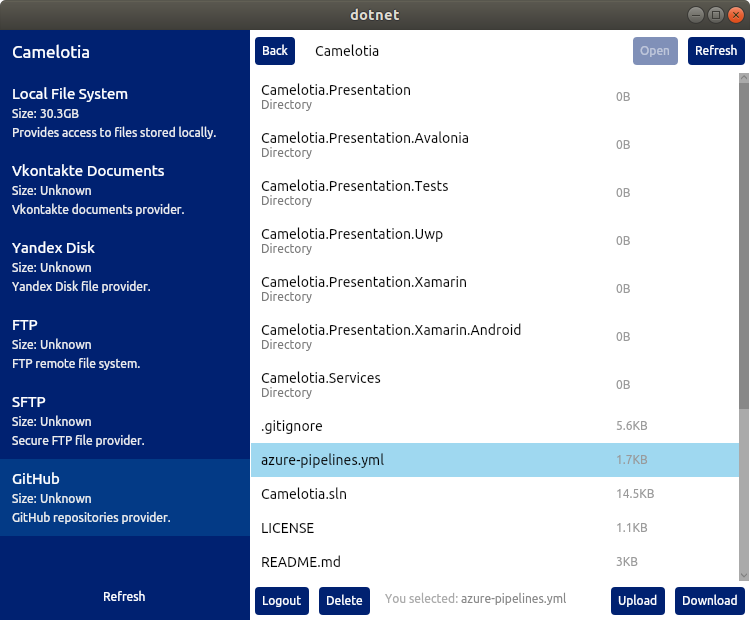 dotnet
Camelotia
Local File System
Size: 30.3GB
Provides access to files stored locally.
Vkontakte Documents
Size: Unknown
Vkontakte documents provider.
Yandex Disk
Size: Unknown
Yandex Disk file provider.
FTP
Size: Unknown
FTP remote file system.
SFTP
Size: Unknown
Secure FTP file provider.
GitHub
Size: Unknown
GitHub repositories provider.
Refresh
Back Camelotia Open Refresh
Camelotia.Presentation 0B
Directory
Camelotia.Presentation.Avalonia 0B
Directory
Camelotia.Presentation.Tests 0B
Directory
Camelotia.Presentation.Uwp 0B
Directory
Camelotia.Presentation.Xamarin 0B
Directory
Camelotia.Presentation.Xamarin.Android 0B
Directory
Camelotia.Services 0B
Directory
.gitignore 5.6KB
azure-pipelines.yml 1.7KB
Camelotia.sln 14.5KB
LICENSE 1.1KB
README.md 3KB
Logout Delete You selected: azure-pipelines.yml Upload Download